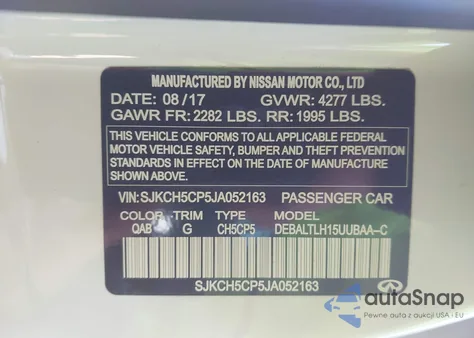 MANUFACTURED BY NISSAN MOTOR CO., LTD
DATE: 08/17 GVWR: 4277 LBS.
GAWR FR: 2282 LBS. RR: 1995 LBS.
THIS VEHICLE CONFORMS TO ALL APPLICABLE FEDERAL
MOTOR VEHICLE SAFETY, BUMPER AND THEFT PREVENTION
STANDARDS IN EFFECT ON THE DATE OF MANUFACTURE
SHOWN ABOVE.
VIN:SJKCH5CP5JA052163 PASSENGER CAR
COLOR TRIM TYPE MODEL
QAB G CH5CP5 DEBALTLH15UUBAA-C
SJKCH5CP5JA052163
autoSnap
Pewne auta z aukcji USA i EU